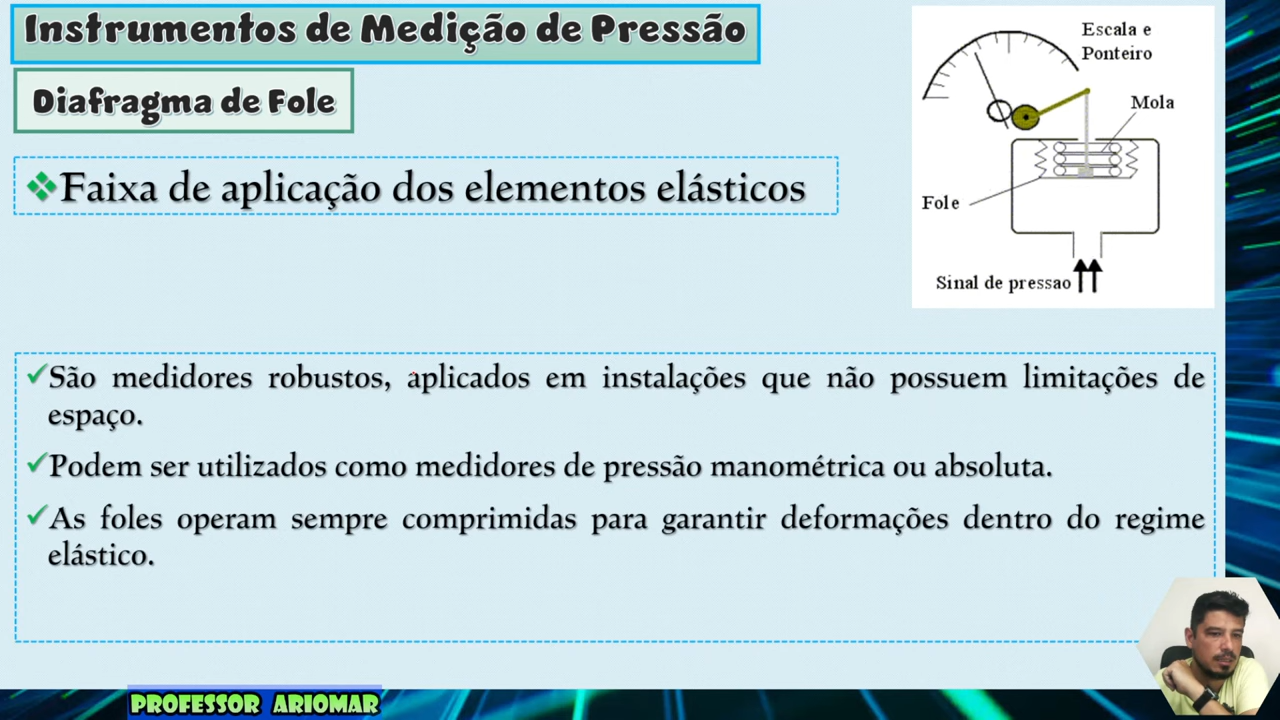 Instrumentos de Medição de Pressão
Diafragma de Fole
Faixa de aplicação dos elementos elásticos
Escala e
Ponteiro
Mola
Fole
Sinal de pressao
São medidores robustos, aplicados em instalações que não possuem limitações de
espaço.
Podem ser utilizados como medidores de pressão manométrica ou absoluta.
As foles operam sempre comprimidas para garantir deformações dentro do regime
elástico.
PROFESSOR ARIOMAR